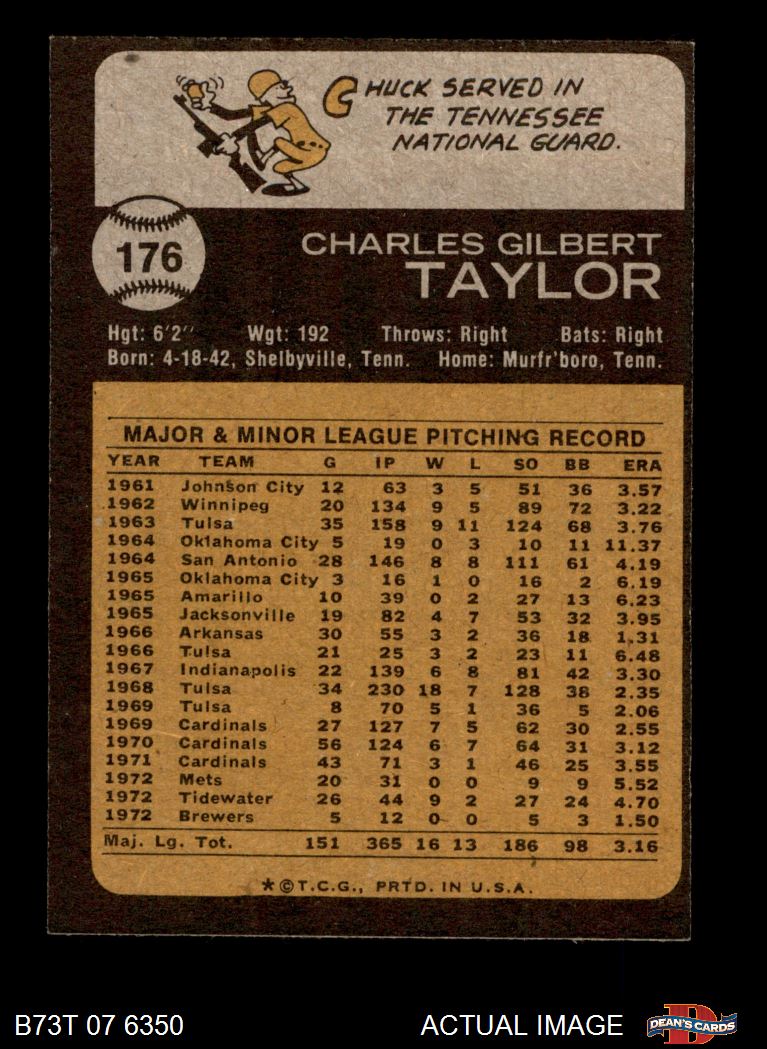 CHUCK SERVED IN
THE TENNESSEE
NATIONAL GUARD.
176
CHARLES GILBERT
TAYLOR
Hgt: 6'2" Wgt: 192 Throws: Right Bats: Right
Born: 4-18-42, Shelbyville, Tenn. Home: Murfr'boro, Tenn.
MAJOR & MINOR LEAGUE PITCHING RECORD
YEAR TEAM G IP W L SO BB ERA
1961 Johnson City 12 63 3 5 51 36 3.57
1962 Winnipeg 20 134 9 5 89 72 3.22
1963 Tulsa 35 158 9 11 124 68 3.76
1964 Oklahoma City 5 19 0 3 10 11 11.37
1964 San Antonio 28 146 8 8 111 61 4.19
1965 Oklahoma City 3 16 1 0 16 2 6.19
1965 Amarillo 10 39 0 2 27 13 6.23
1965 Jacksonville 19 82 4 7 53 32 3.95
1966 Arkansas 30 55 3 2 36 18 1.31
1966 Tulsa 21 25 3 2 23 11 6.48
1967 Indianapolis 22 139 6 8 81 42 3.30
1968 Tulsa 34 230 18 7 128 38 2.35
1969 Tulsa 8 70 5 1 36 5 2.06
1969 Cardinals 27 127 7 5 62 30 2.55
1970 Cardinals 56 124 6 7 64 31 3.12
1971 Cardinals 43 71 3 1 46 25 3.55
1972 Mets 20 31 0 0 9 9 5.52
1972 Tidewater 26 44 9 2 27 24 4.70
1972 Brewers 5 12 0 0 5 3 1.50
Maj. Lg. Tot. 151 365 16 13 186 98 3.16
*©T.C.G., PRTD. IN U.S.A.
B73T 07 6350 ACTUAL IMAGE DEAN'S CARDS